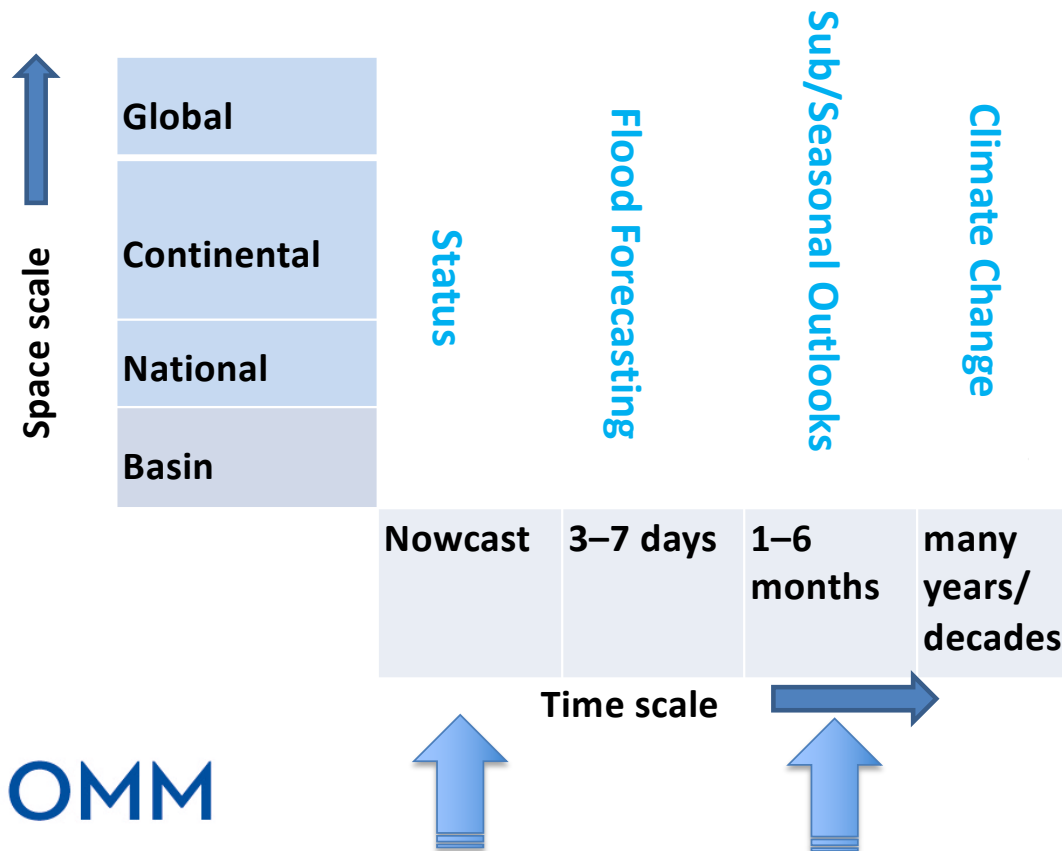 Space scale
Global
Continental
National
Basin
Status
Flood Forecasting
Sub/Seasonal Outlooks
Climate Change
Nowcast
3–7 days
1–6
months
many
years/
decades
Time scale
OMM